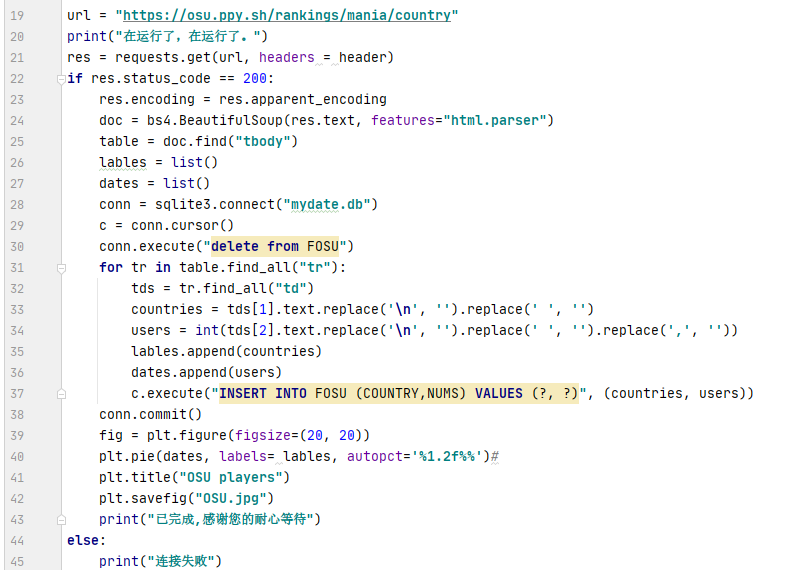 19 url = "https://osu.ppy.sh/rankings/mania/country"
20 print("在运行了，在运行了。")
21 res = requests.get(url, headers = header)
22 if res.status_code == 200:
23 res.encoding = res.apparent_encoding
24 doc = bs4.BeautifulSoup(res.text, features="html.parser")
25 table = doc.find("tbody")
26 lables = list()
27 dates = list()
28 conn = sqlite3.connect("mydate.db")
29 c = conn.cursor()
30 conn.execute("delete from FOSU")
31 for tr in table.find_all("tr"):
32 tds = tr.find_all("td")
33 countries = tds[1].text.replace('\n', '').replace(' ', '')
34 users = int(tds[2].text.replace('\n', '').replace(' ', '').replace(',', ''))
35 lables.append(countries)
36 dates.append(users)
37 c.execute("INSERT INTO FOSU (COUNTRY,NUMS) VALUES (?, ?)", (countries, users))
38 conn.commit()
39 fig = plt.figure(figsize=(20, 20))
40 plt.pie(dates, labels= lables, autopct='%1.2f%%')#
41 plt.title("OSU players")
42 plt.savefig("OSU.jpg")
43 print("已完成,感谢您的耐心等待")
44 else:
45 print("连接失败")